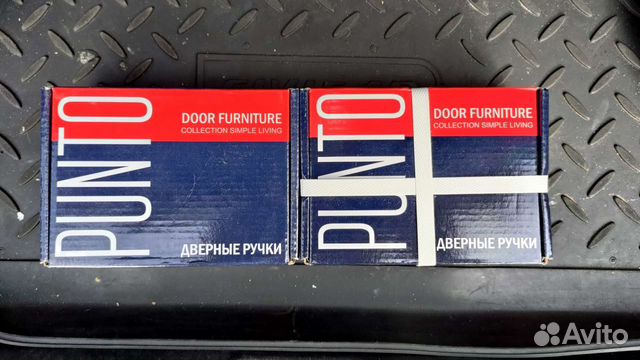 PUNTO
DOOR FURNITURE
COLLECTION SIMPLE LIVING
ДВЕРНЫЕ РУЧКИ
PUNTO
DOOR FURNITURE
COLLECTION SIMPLE LIVING
ДВЕРНЫЕ РУЧКИ
Avito